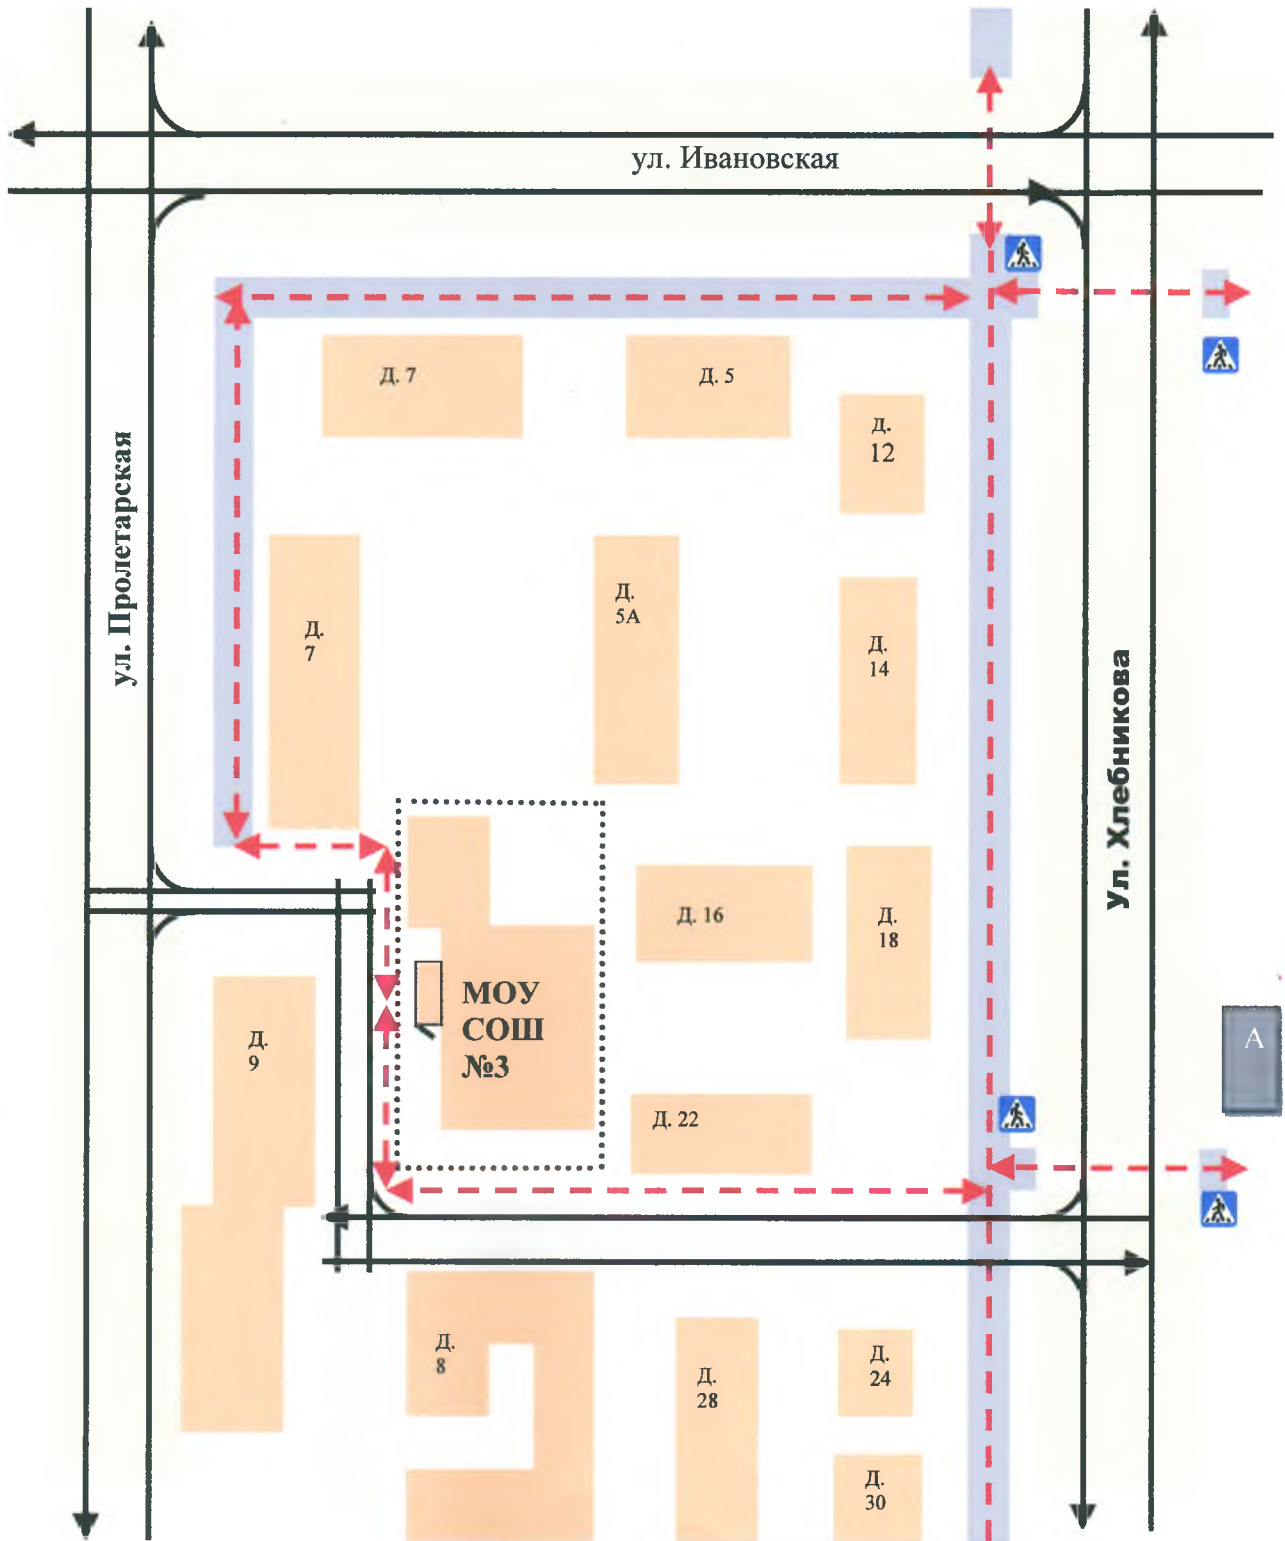 ул. Ивановская
Д. 7
Д. 5
Д.
12
ул. Пролетарская
Д.
7
Д.
5А
Д.
14
Ул. Хлебникова
Д. 16
Д.
18
МОУ
СОШ
№3
Д.
9
А
Д. 22
Д.
8
Д.
28
Д.
24
Д.
30